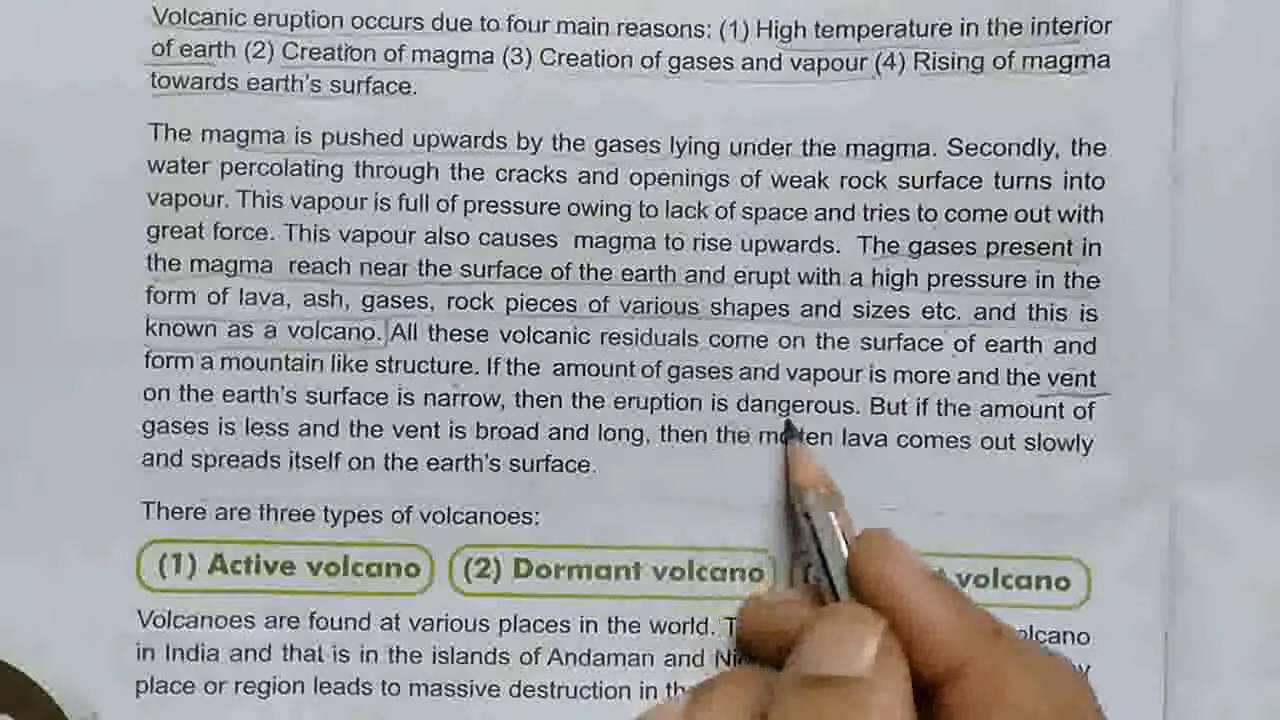 Volcanic eruption occurs due to four main reasons: (1) High temperature in the interior
of earth (2) Creation of magma (3) Creation of gases and vapour (4) Rising of magma
towards earth's surface.
The magma is pushed upwards by the gases lying under the magma. Secondly, the
water percolating through the cracks and openings of weak rock surface turns into
vapour. This vapour is full of pressure owing to lack of space and tries to come out with
great force. This vapour also causes magma to rise upwards. The gases present in
the magma reach near the surface of the earth and erupt with a high pressure in the
form of lava, ash, gases, rock pieces of various shapes and sizes etc. and this is
known as a volcano. All these volcanic residuals come on the surface of earth and
form a mountain like structure. If the amount of gases and vapour is more and the vent
on the earth's surface is narrow, then the eruption is dangerous. But if the amount of
gases is less and the vent is broad and long, then the molten lava comes out slowly
and spreads itself on the earth's surface.
There are three types of volcanoes:
(1) Active volcano (2) Dormant volcano volcano
Volcanoes are found at various places in the world. volcano
in India and that is in the islands of Andaman and
place or region leads to massive destruction in